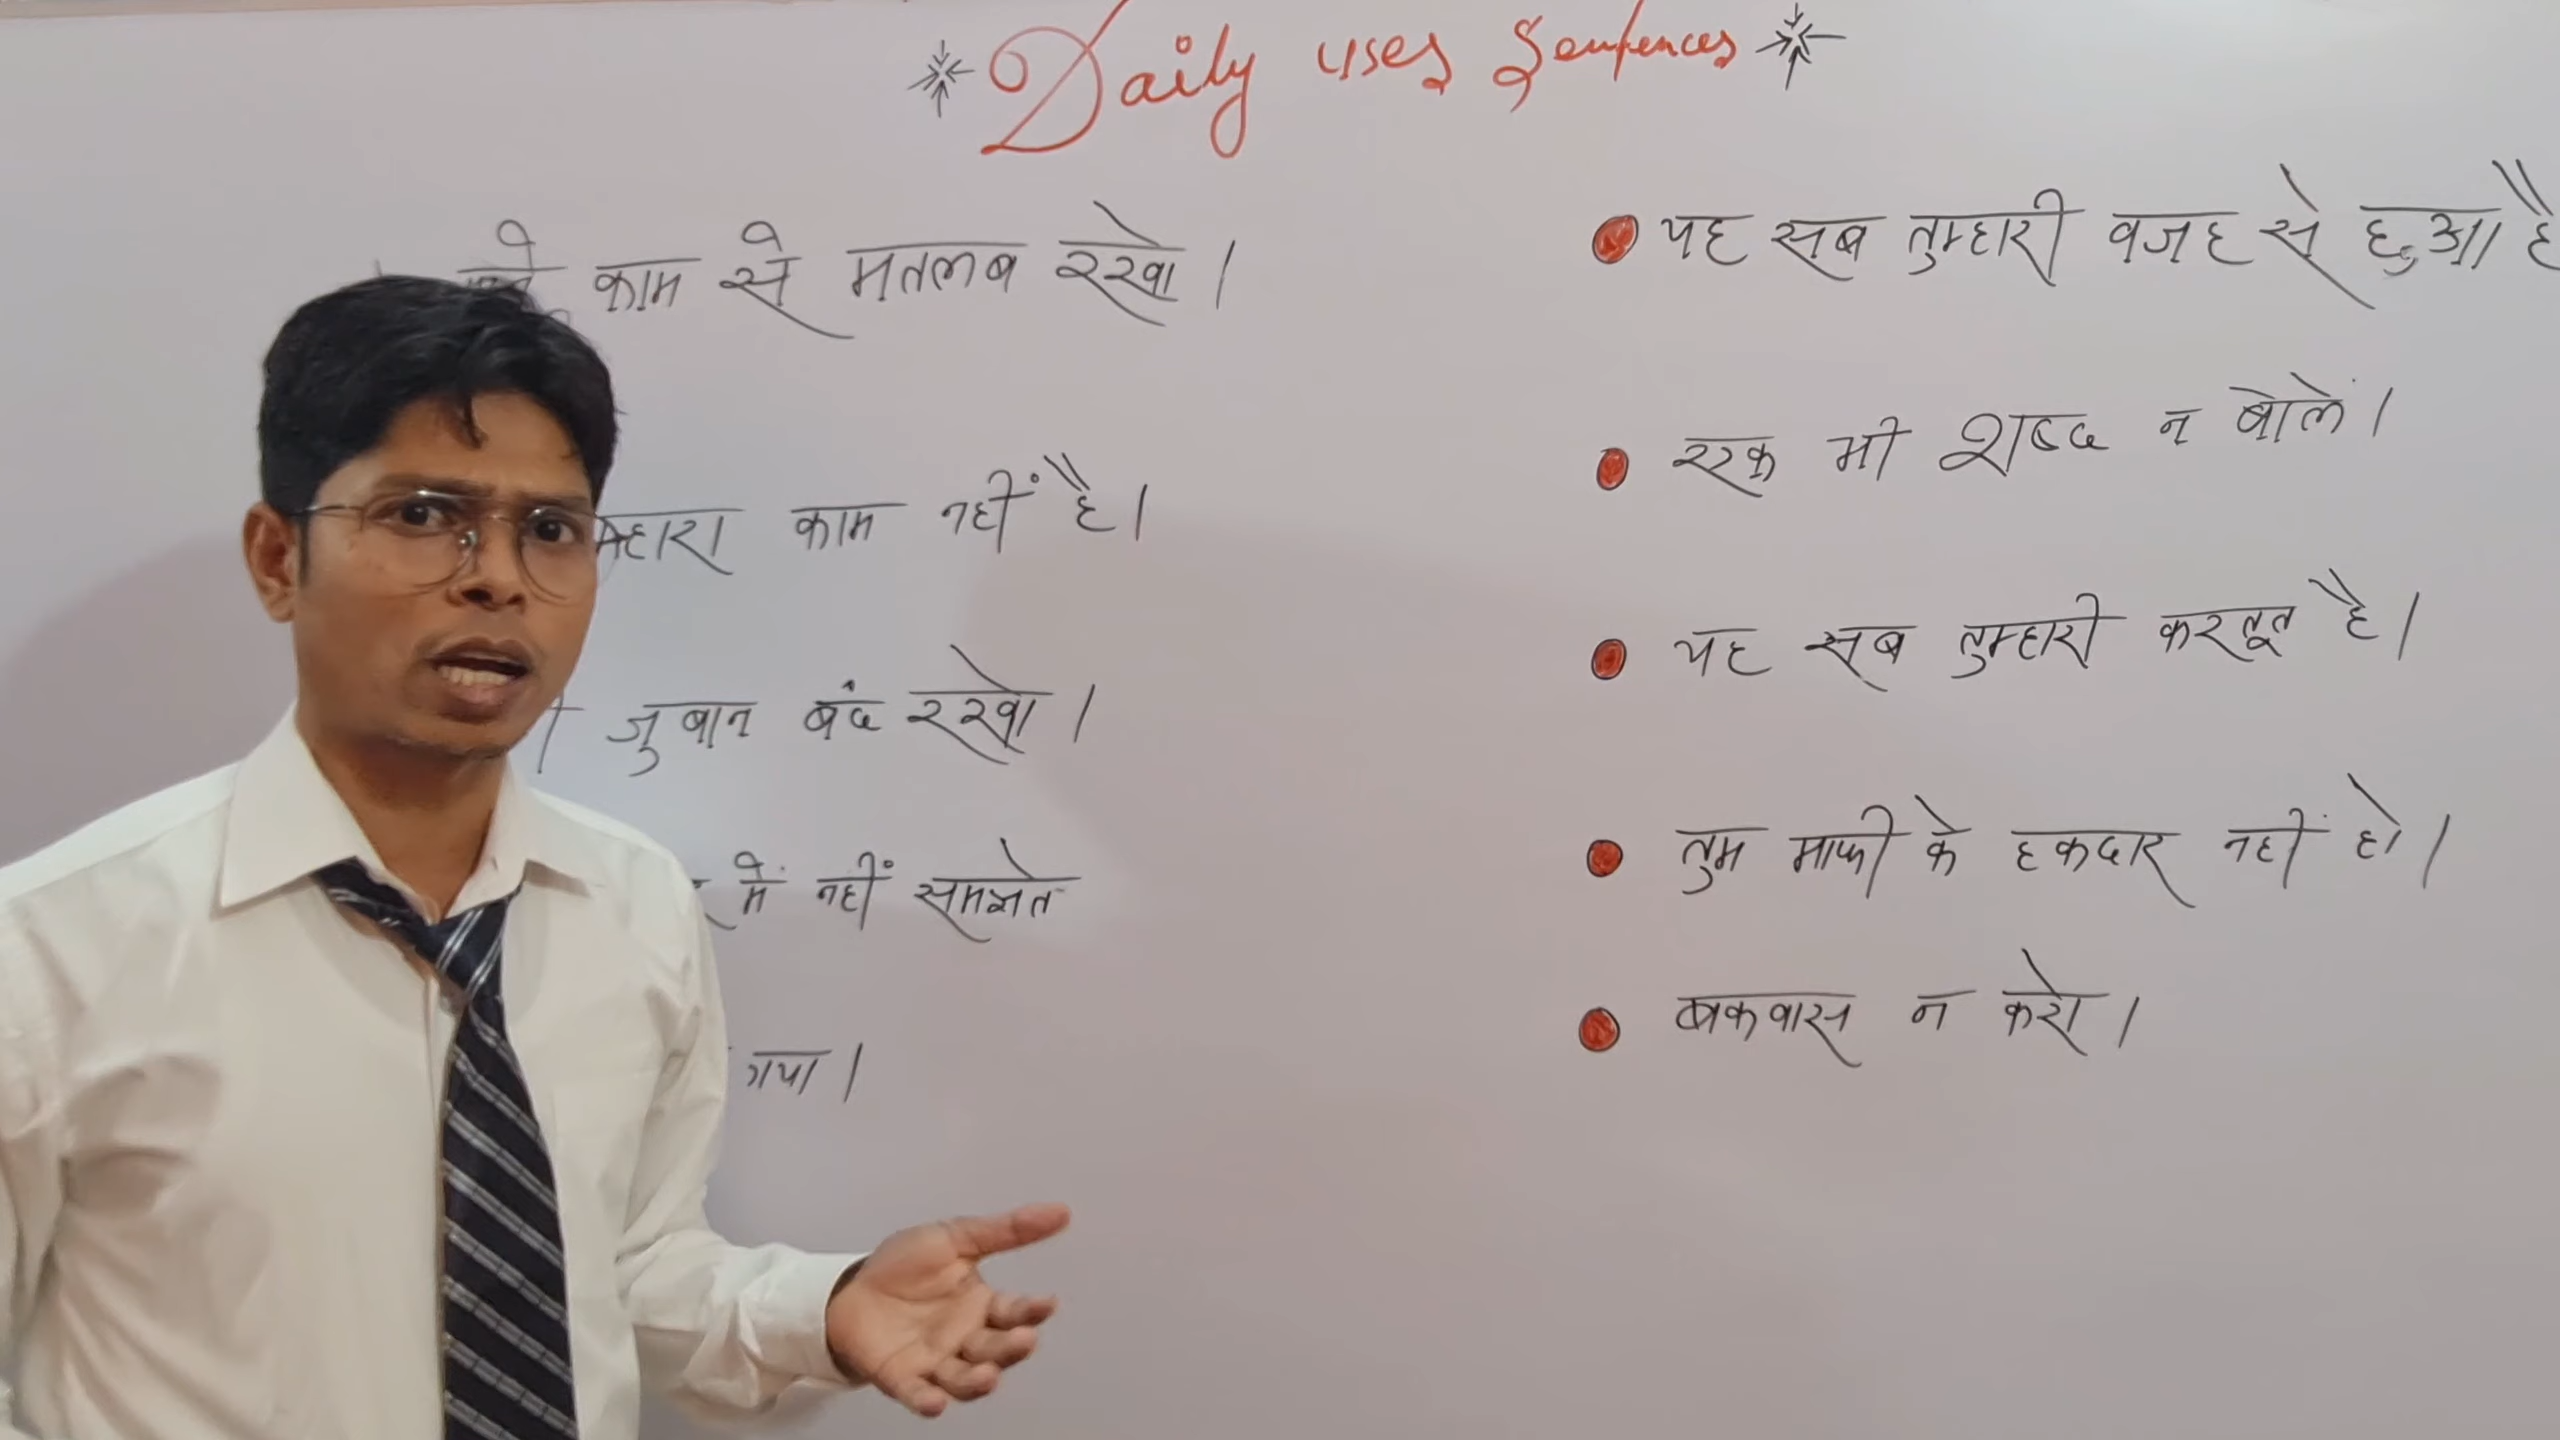 Daily uses Sentences
काम से मतलब रखो।
काम नहीं है।
जुबान बंद रखो।
में नहीं समझते
गया।
यह सब तुम्हारी वजह से हुआ है
एक भी शब्द न बोलें।
यह सब तुम्हारी करतूत है।
तुम माफी के हकदार नहीं हो।
बकवास न करो।